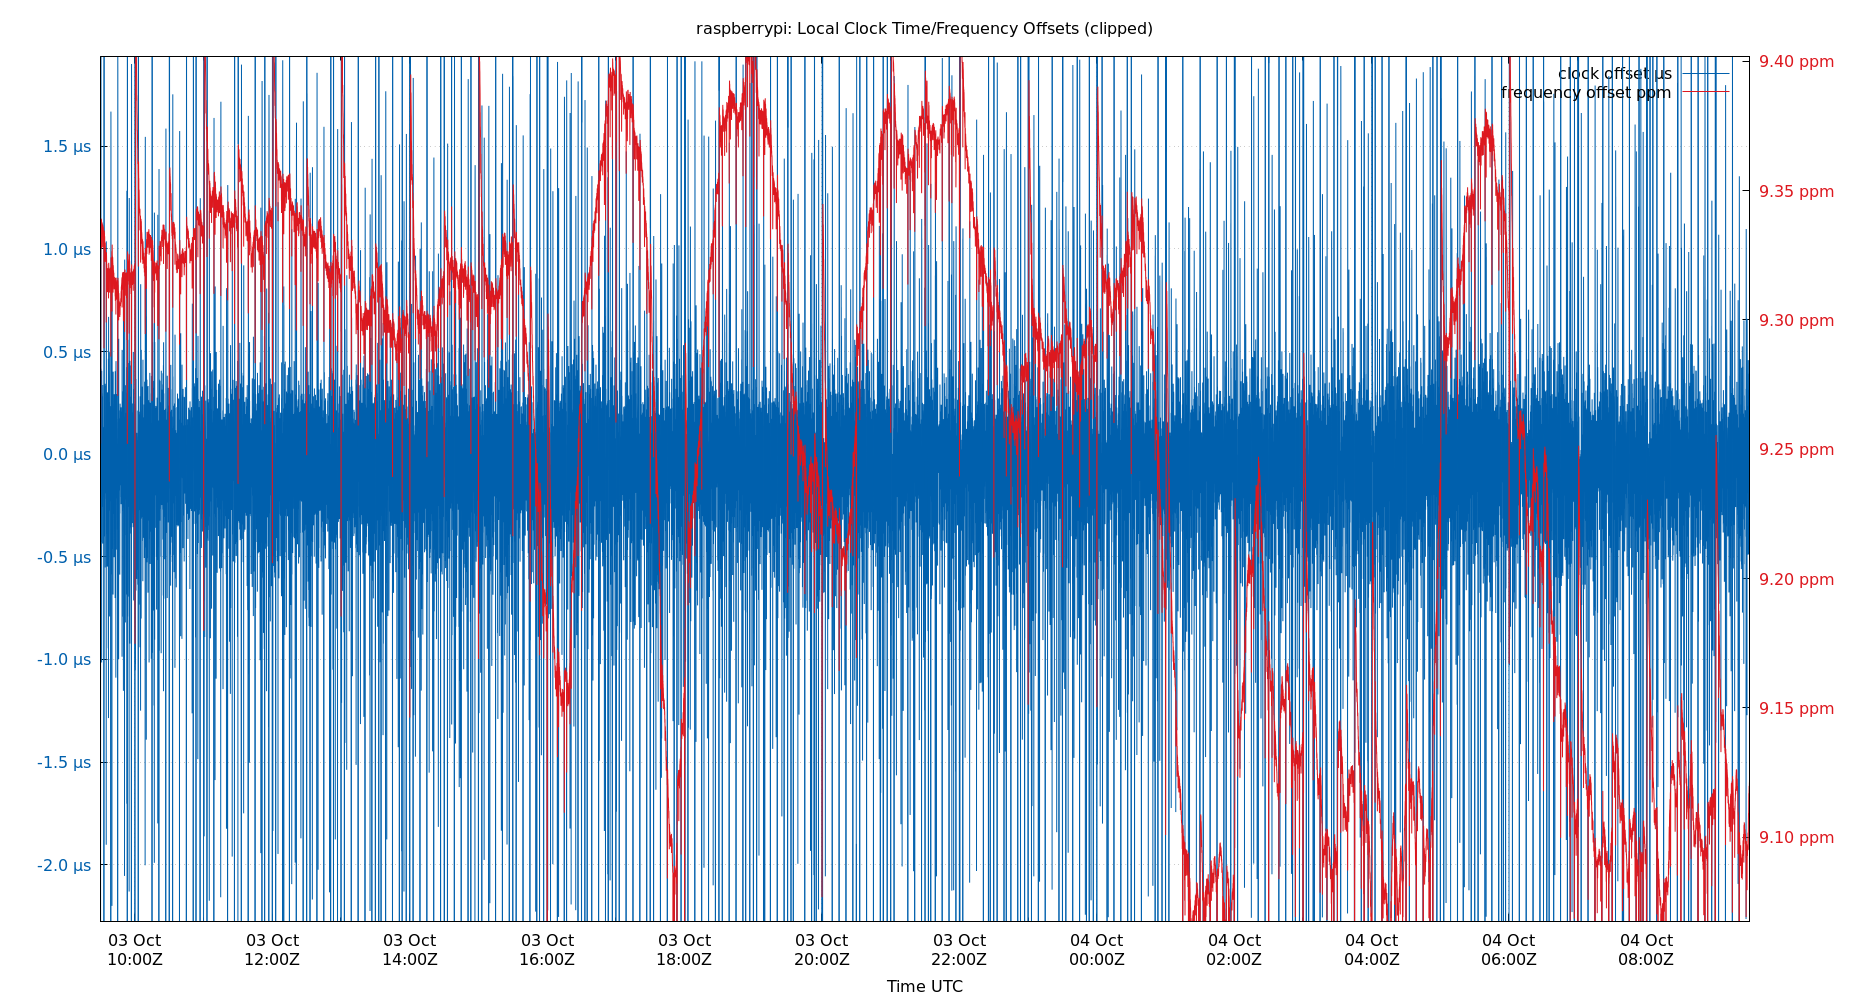 raspberrypi: Local Clock Time/Frequency Offsets (clipped)
clock offset µs
frequency offset ppm
1.5 µs
1.0 µs
0.5 µs
0.0 µs
-0.5 µs
-1.0 µs
-1.5 µs
-2.0 µs
9.40 ppm
9.35 ppm
9.30 ppm
9.25 ppm
9.20 ppm
9.15 ppm
9.10 ppm
03 Oct 03 Oct 03 Oct 03 Oct 03 Oct 03 Oct 03 Oct 04 Oct 04 Oct 04 Oct 04 Oct 04 Oct
10:00Z 12:00Z 14:00Z 16:00Z 18:00Z 20:00Z 22:00Z 00:00Z 02:00Z 04:00Z 06:00Z 08:00Z
Time UTC